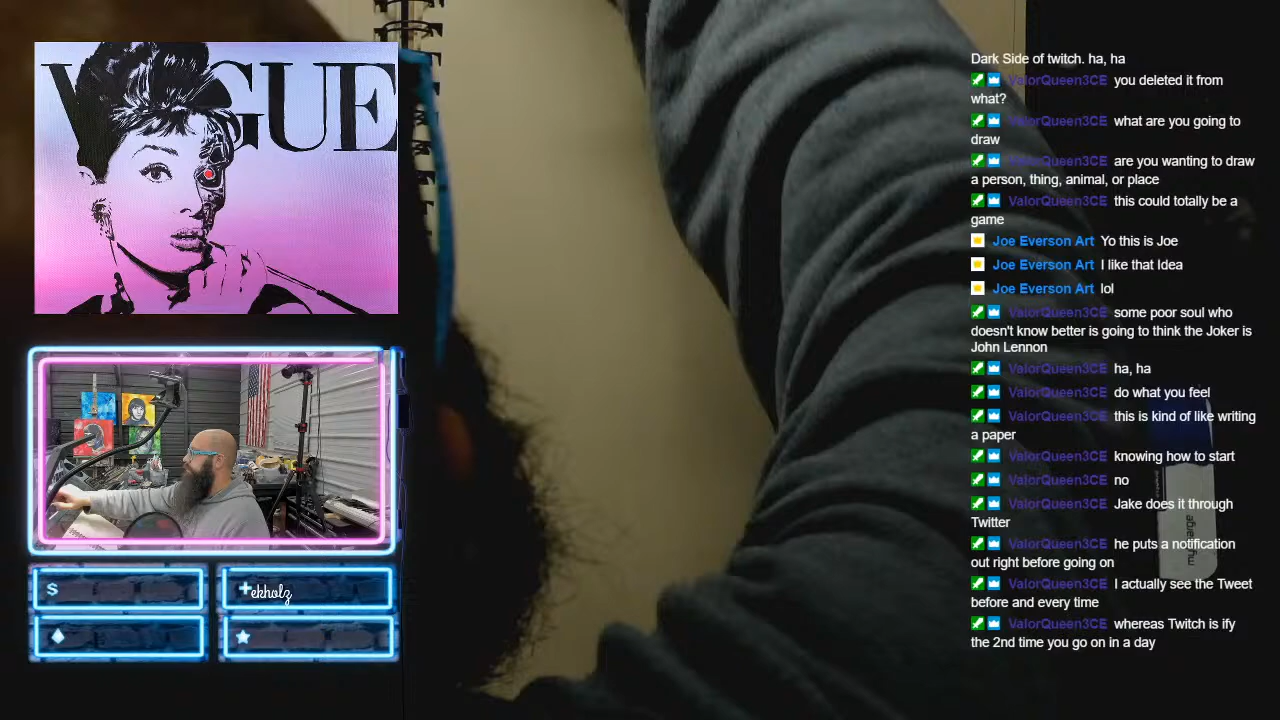 VOGUE
$
+ekholz
Dark Side of twitch. ha, ha
ValorQueen3CE you deleted it from
what?
ValorQueen3CE what are you going to
draw
ValorQueen3CE are you wanting to draw
a person, thing, animal, or place
ValorQueen3CE this could totally be a
game
Joe Everson Art Yo this is Joe
Joe Everson Art I like that Idea
Joe Everson Art lol
ValorQueen3CE some poor soul who
doesn't know better is going to think the Joker is
John Lennon
ValorQueen3CE ha, ha
ValorQueen3CE do what you feel
ValorQueen3CE this is kind of like writing
a paper
ValorQueen3CE knowing how to start
ValorQueen3CE no
ValorQueen3CE Jake does it through
Twitter
ValorQueen3CE he puts a notification
out right before going on
ValorQueen3CE I actually see the Tweet
before and every time
ValorQueen3CE whereas Twitch is ify
the 2nd time you go on in a day